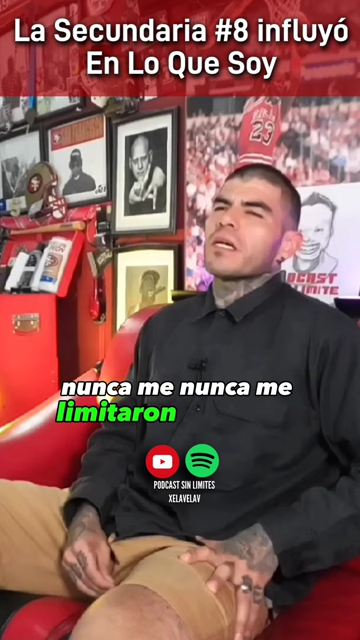 La Secundaria #8 influyó
En Lo Que Soy
23
nunca me nunca me
limitaron
PODCAST SIN LIMITES
XELAVELAV